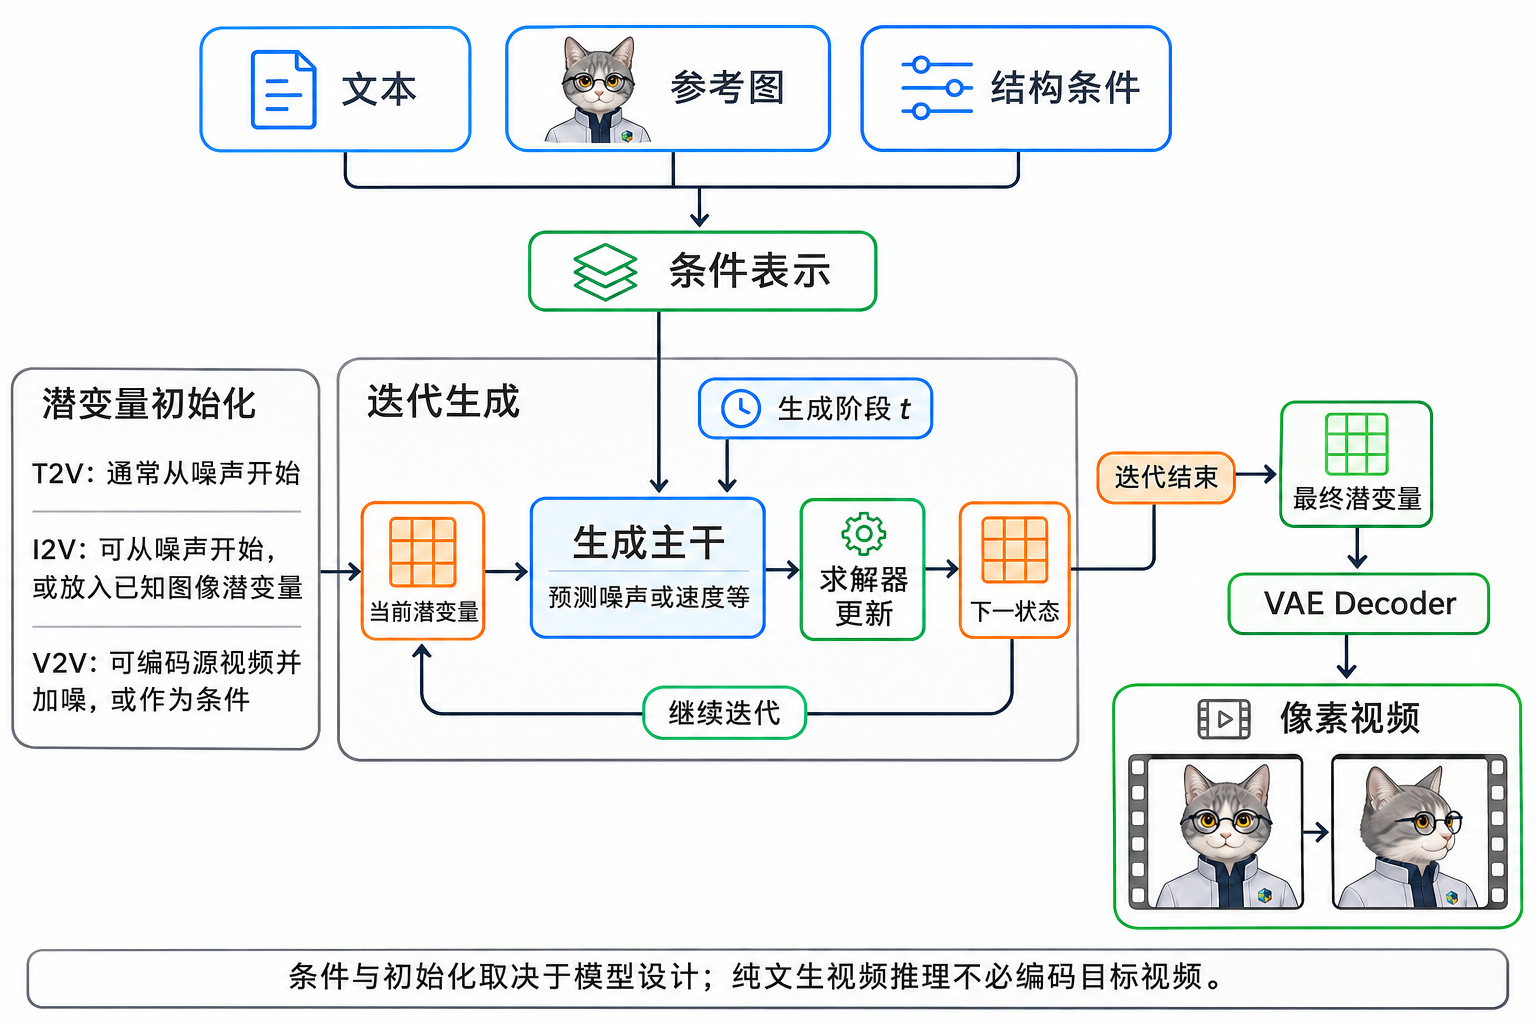 文本
参考图
结构条件
条件表示
潜变量初始化
T2V：通常从噪声开始
I2V：可从噪声开始，
或放入已知图像潜变量
V2V：可编码源视频并
加噪，或作为条件
迭代生成
生成阶段 t
当前潜变量
生成主干
预测噪声或速度等
求解器
更新
下一状态
继续迭代
迭代结束
最终潜变量
VAE Decoder
像素视频
条件与初始化取决于模型设计；纯文生视频推理不必编码目标视频。